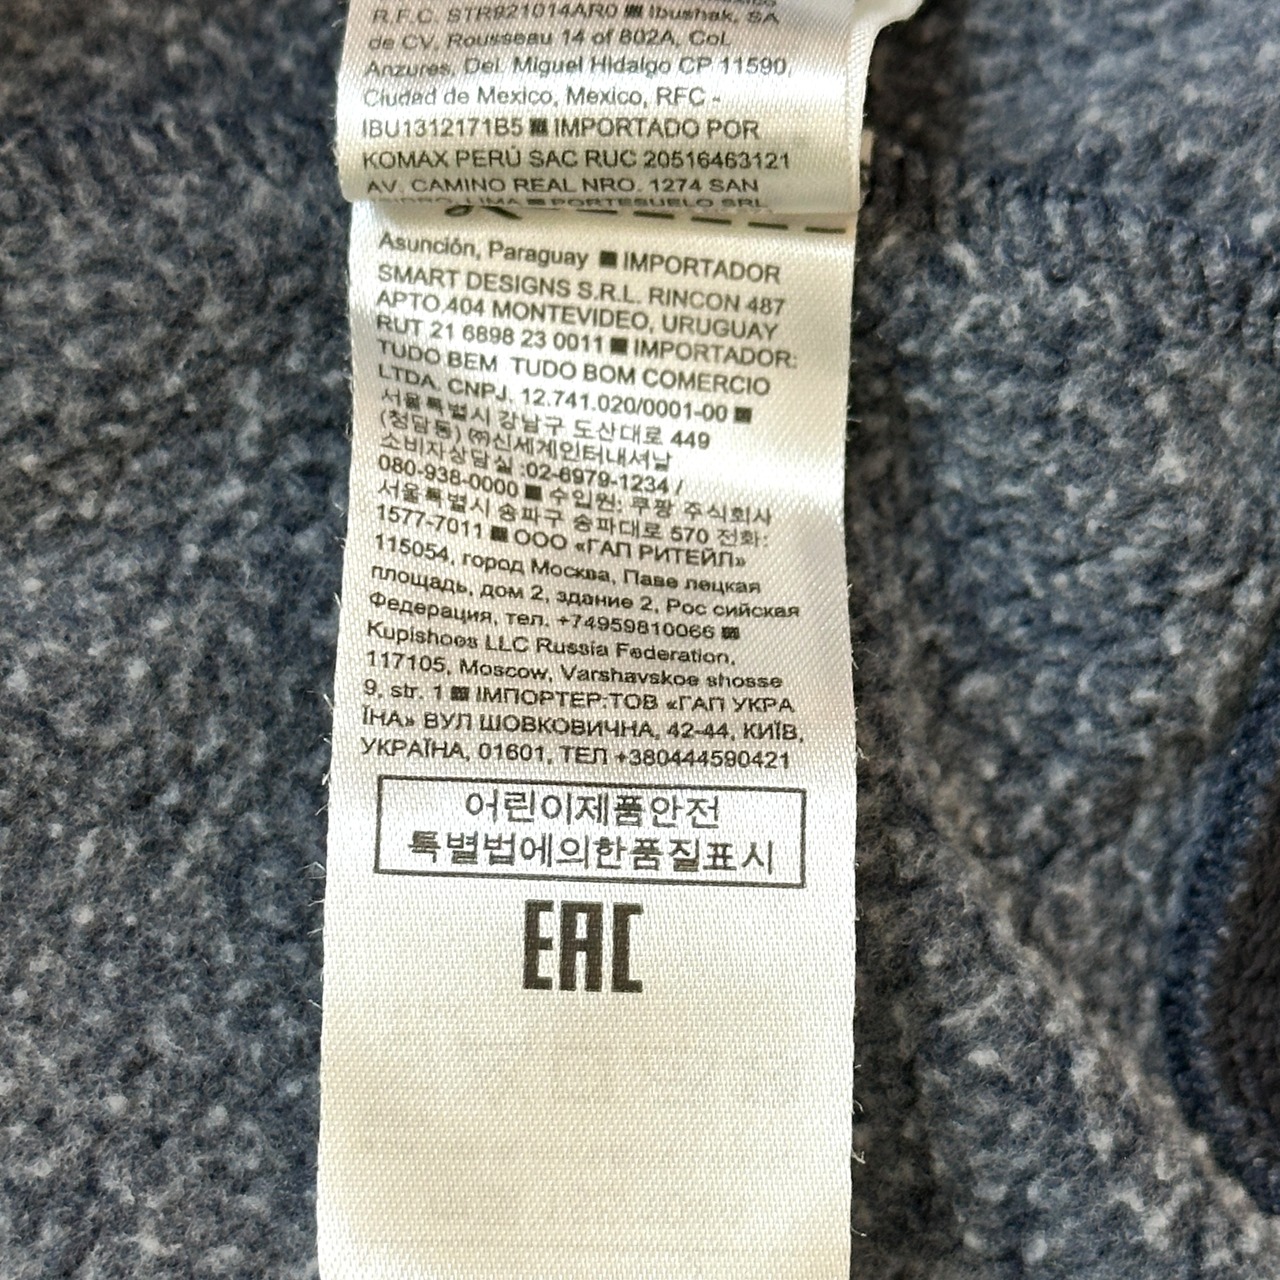 R.F.C. STR921014AR0 ■ Ibushak, SA
de CV, Rousseau 14 of 802A, Col.
Anzures, Del. Miguel Hidalgo CP 11590,
Ciudad de Mexico, Mexico, RFC -
IBU1312171B5 ■ IMPORTADO POR
KOMAX PERÚ SAC RUC 20516463121
AV. CAMINO REAL NRO. 1274 SAN
ISIDRO, LIMA ■ PORTESUELO SRL
Asunción, Paraguay ■ IMPORTADOR
SMART DESIGNS S.R.L. RINCON 487
APTO.404 MONTEVIDEO, URUGUAY
RUT 21 6898 23 0011 ■ IMPORTADOR:
TUDO BEM TUDO BOM COMERCIO
LTDA. CNPJ. 12.741.020/0001-00 ■
서울특별시 강남구 도산대로 449
(청담동) ㈜신세계인터내셔날
소비자상담실 :02-6979-1234 /
080-938-0000 ■ 수입원: 쿠팡 주식회사
서울특별시 송파구 송파대로 570 전화:
1577-7011 ■ ООО «ГАП РИТЕЙЛ»
115054, город Москва, Паве лецкая
площадь, дом 2, здание 2, Рос сийская
Федерация, тел. +74959810066 ■
Kupishoes LLC Russia Federation,
117105, Moscow, Varshavskoe shosse
9, str. 1 ■ ІМПОРТЕР:ТОВ «ГАП УКРА
ЇНА» ВУЛ ШОВКОВИЧНА, 42-44, КИЇВ,
УКРАЇНА, 01601, ТЕЛ +380444590421
어린이제품안전
특별법에의한품질표시
EAC